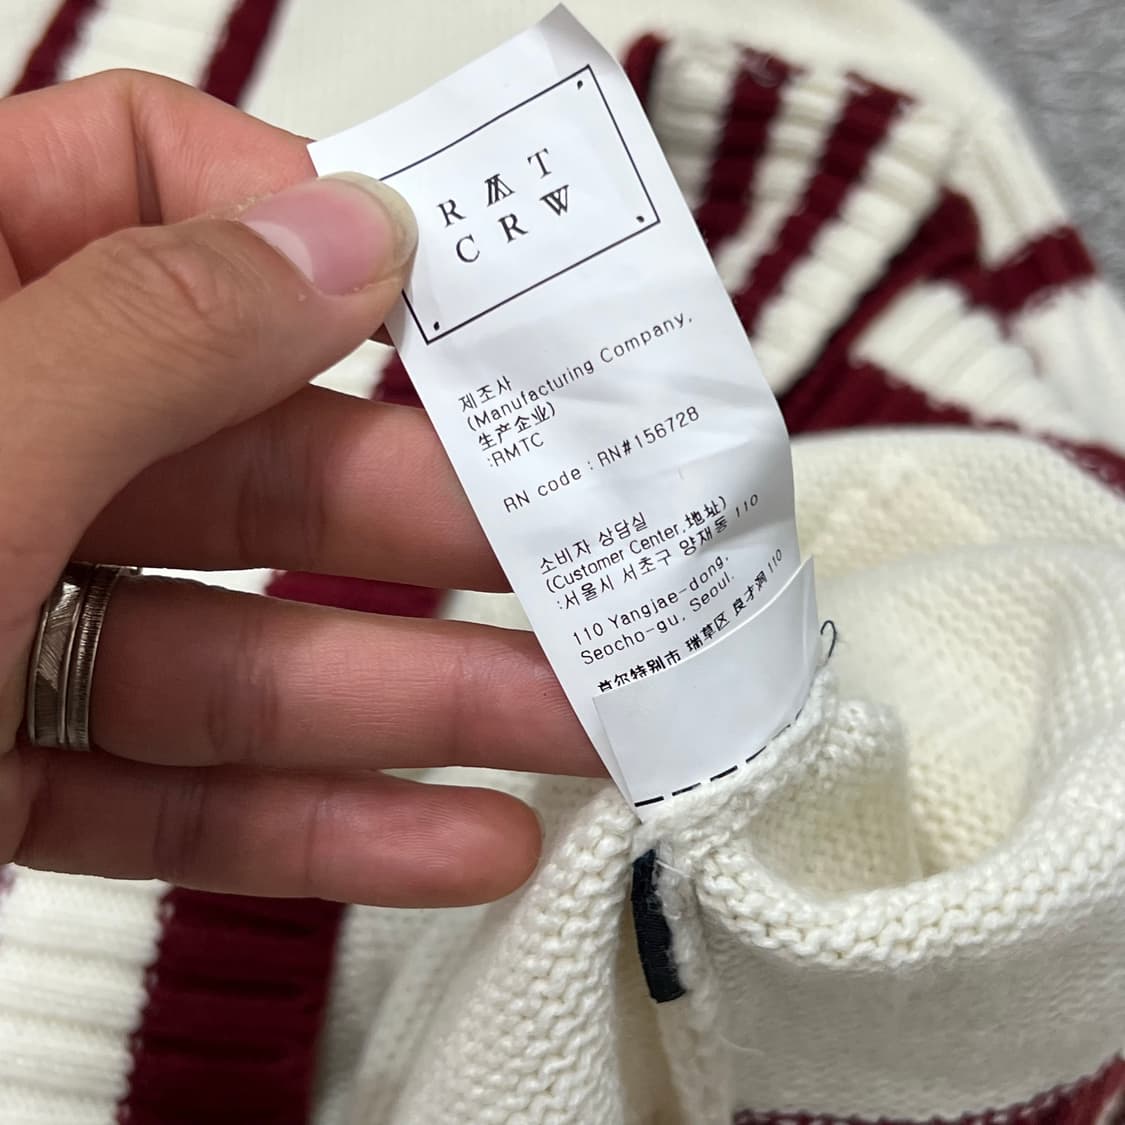 R M T
C R W
제조사
(Manufacturing Company,
生产企业)
:RMTC
RN code : RN#156728
소비자 상담실
(Customer Center,地址)
:서울시 서초구 양재동 110
110 Yangjae-dong,
Seocho-gu, Seoul.
首尔特别市 瑞草区 良才洞 110